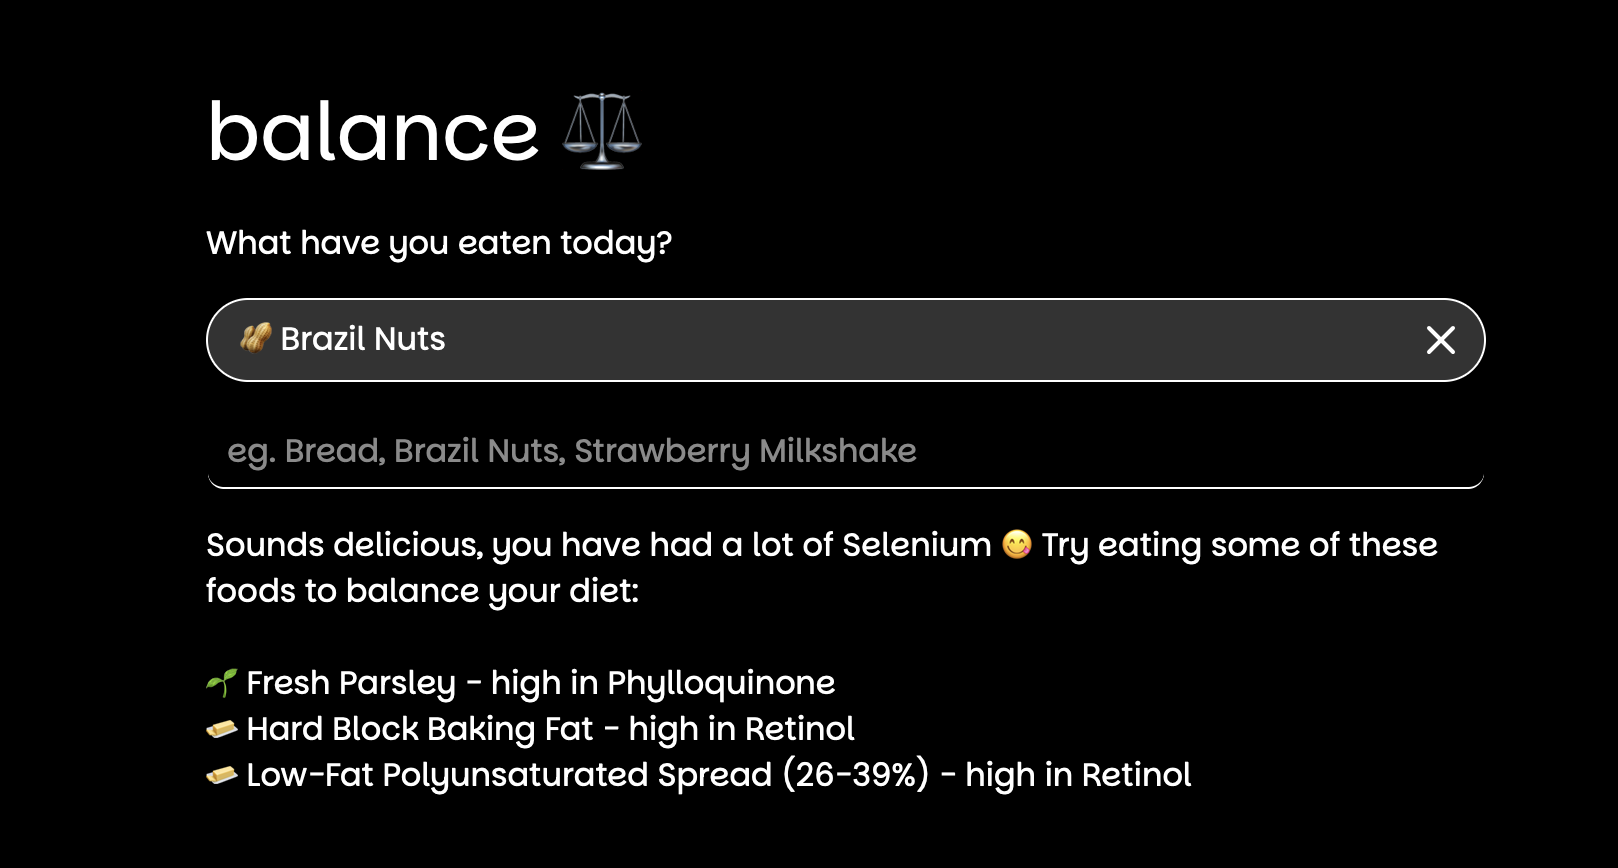 balance ⚖️
What have you eaten today?
🥜 Brazil Nuts
eg. Bread, Brazil Nuts, Strawberry Milkshake
Sounds delicious, you have had a lot of Selenium 😋 Try eating some of these
foods to balance your diet:
🌱 Fresh Parsley - high in Phylloquinone
🧈 Hard Block Baking Fat - high in Retinol
🧈 Low-Fat Polyunsaturated Spread (26-39%) - high in Retinol